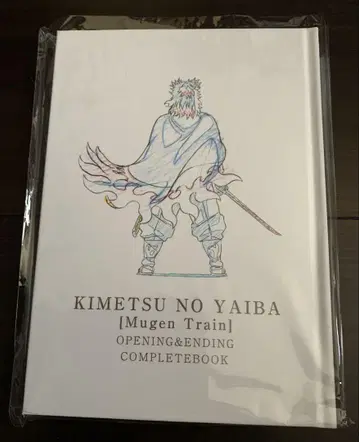 KIMETSU NO YAIBA
[Mugen Train]
OPENING&ENDING
COMPLETEBOOK